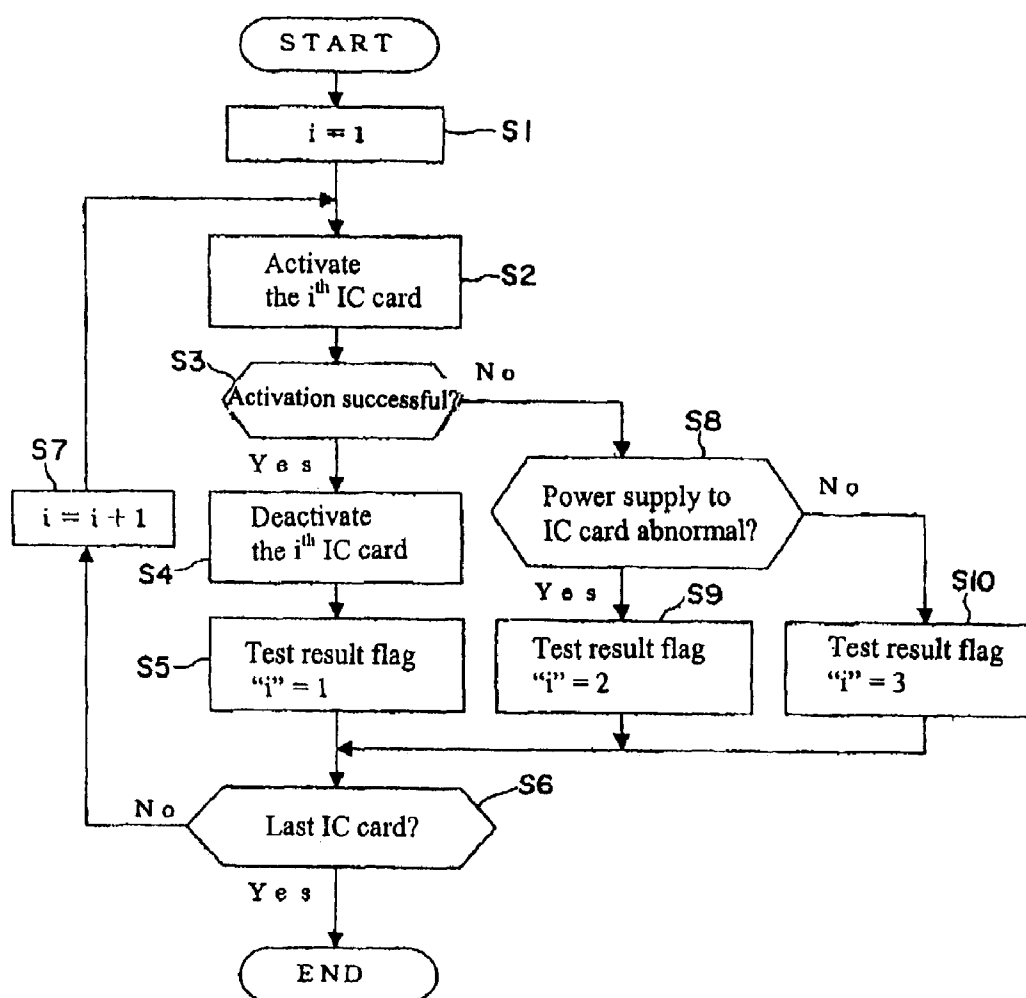 START
i = 1
S1
Activate
the i^th IC card
S2
S3
Activation successful?
No
Yes
S7
i = i + 1
Deactivate
the i^th IC card
S4
S8
Power supply to
IC card abnormal?
No
Yes
S5
Test result flag
“i” = 1
S9
Test result flag
“i” = 2
S10
Test result flag
“i” = 3
S6
Last IC card?
No
Yes
END